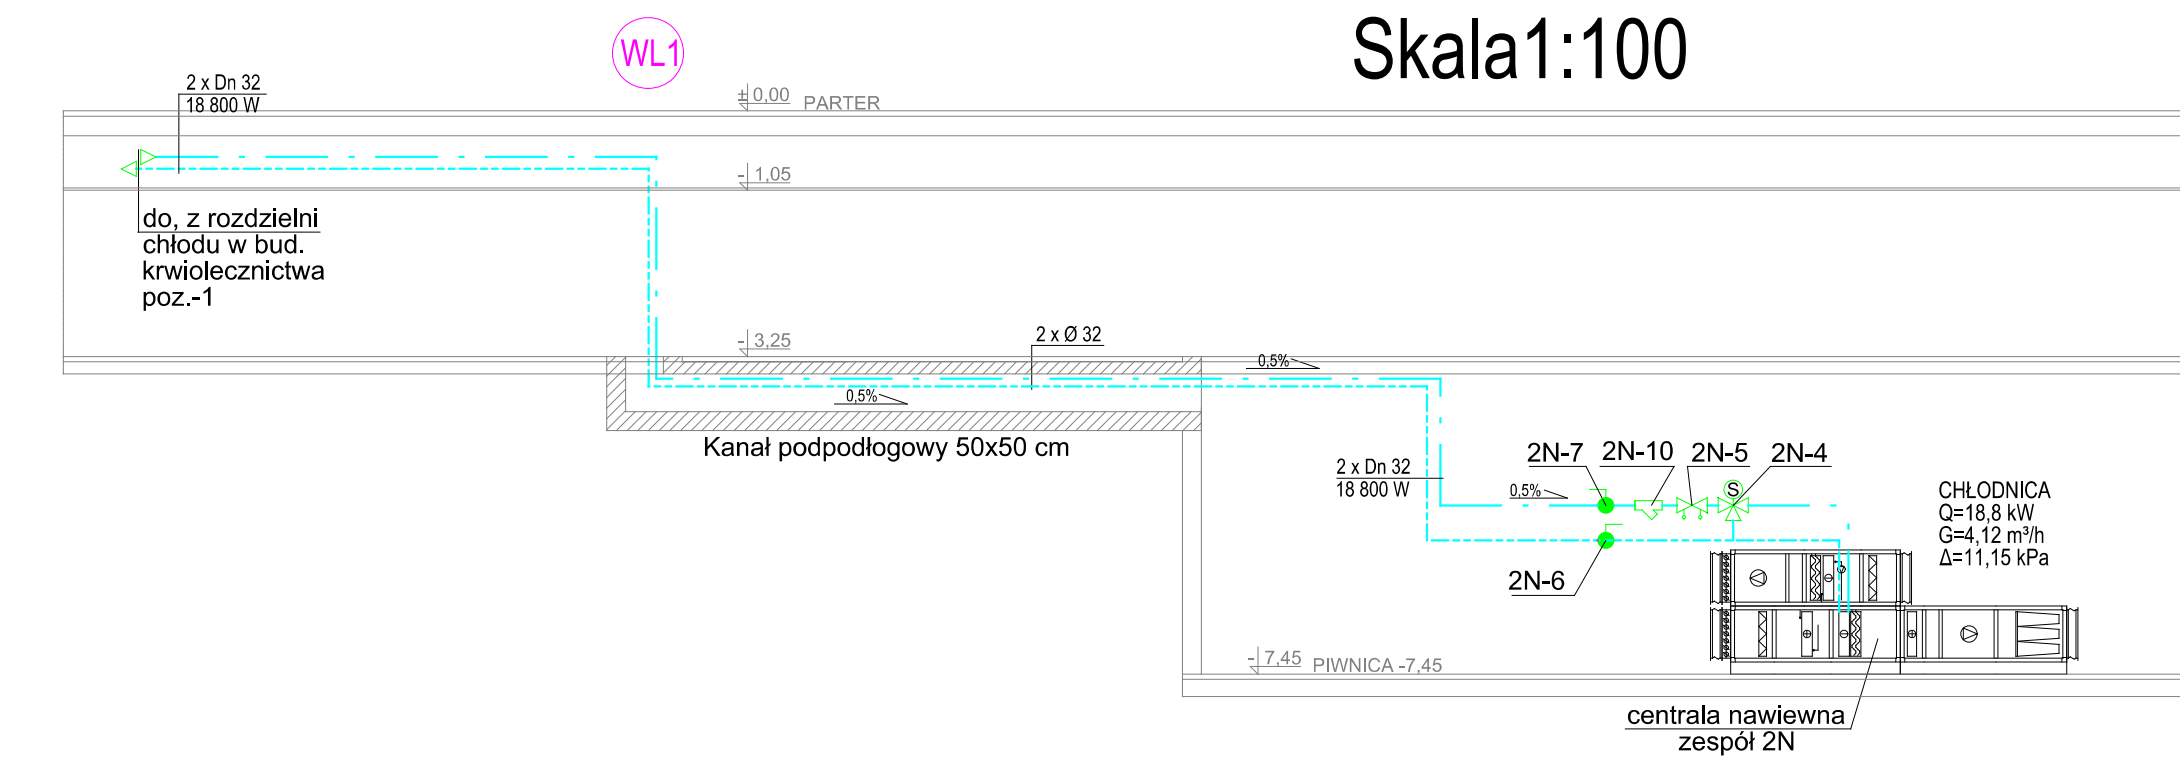 Skala1:100
WL1
2 x Dn 32
18 800 W
± 0,00 PARTER
- 1,05
do, z rozdzielni
chłodu w bud.
krwiolecznictwa
poz.-1
- 3,25
2 x Ø 32
0,5%
0,5%
Kanał podpodłogowy 50x50 cm
2 x Dn 32
18 800 W
0,5%
2N-7
2N-10
2N-5
2N-4
S
2N-6
CHŁODNICA
Q=18,8 kW
G=4,12 m³/h
Δ=11,15 kPa
- 7,45 PIWNICA -7,45
centrala nawiewna
zespół 2N